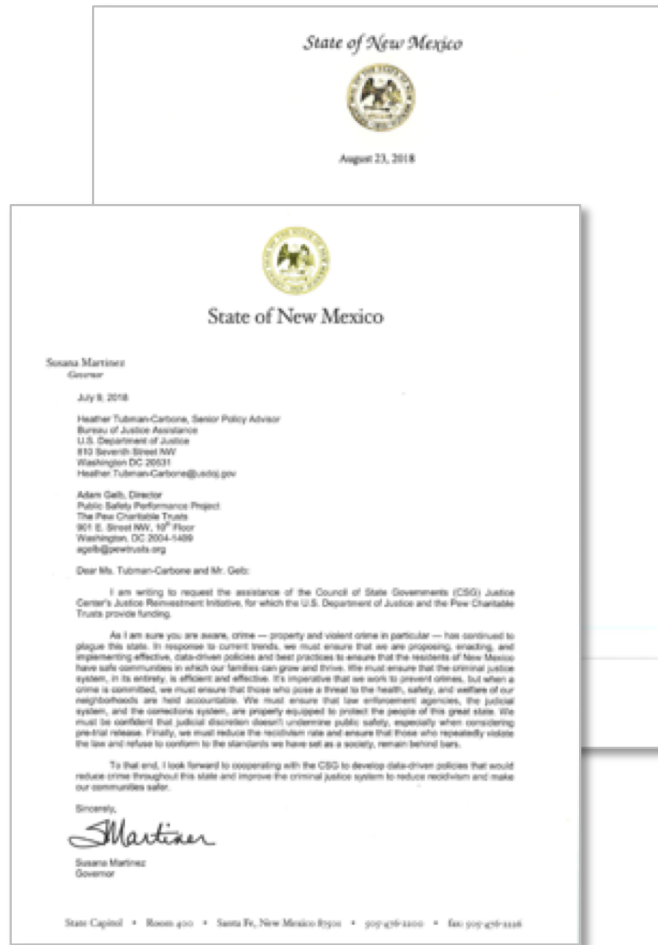 State of New Mexico
August 23, 2018
State of New Mexico
Susana Martinez
Governor
July 9, 2018
Heather Tubman-Carbone, Senior Policy Advisor
Bureau of Justice Assistance
U.S. Department of Justice
810 Seventh Street NW
Washington DC 20531
Heather.Tubman-Carbone@usdoj.gov
Adam Gelb, Director
Public Safety Performance Project
The Pew Charitable Trusts
901 E. Street NW, 10th Floor
Washington, DC 2004-1409
agelb@pewtrusts.org
Dear Ms. Tubman-Carbone and Mr. Gelb:
I am writing to request the assistance of the Council of State Governments (CSG) Justice
Center's Justice Reinvestment Initiative, for which the U.S. Department of Justice and the Pew Charitable
Trusts provide funding.
As I am sure you are aware, crime — property and violent crime in particular — has continued to
plague this state. In response to current trends, we must ensure that we are proposing, enacting, and
implementing effective, data-driven policies and best practices to ensure that the residents of New Mexico
have safe communities in which our families can grow and thrive. We must ensure that the criminal justice
system, in its entirety, is efficient and effective. It's imperative that we work to prevent crimes, but when a
crime is committed, we must ensure that those who pose a threat to the health, safety, and welfare of our
neighborhoods are held accountable. We must ensure that law enforcement agencies, the judicial
system, and the corrections system, are properly equipped to protect the people of this great state. We
must be confident that judicial discretion doesn't undermine public safety, especially when considering
pre-trial release. Finally, we must reduce the recidivism rate and ensure that those who repeatedly violate
the law and refuse to conform to the standards we have set as a society, remain behind bars.
To that end, I look forward to cooperating with the CSG to develop data-driven policies that would
reduce crime throughout this state and improve the criminal justice system to reduce recidivism and make
our communities safer.
Sincerely,
SMartinez
Susana Martinez
Governor
State Capitol • Room 400 • Santa Fe, New Mexico 87501 • 505-476-2200 • fax: 505-476-2226